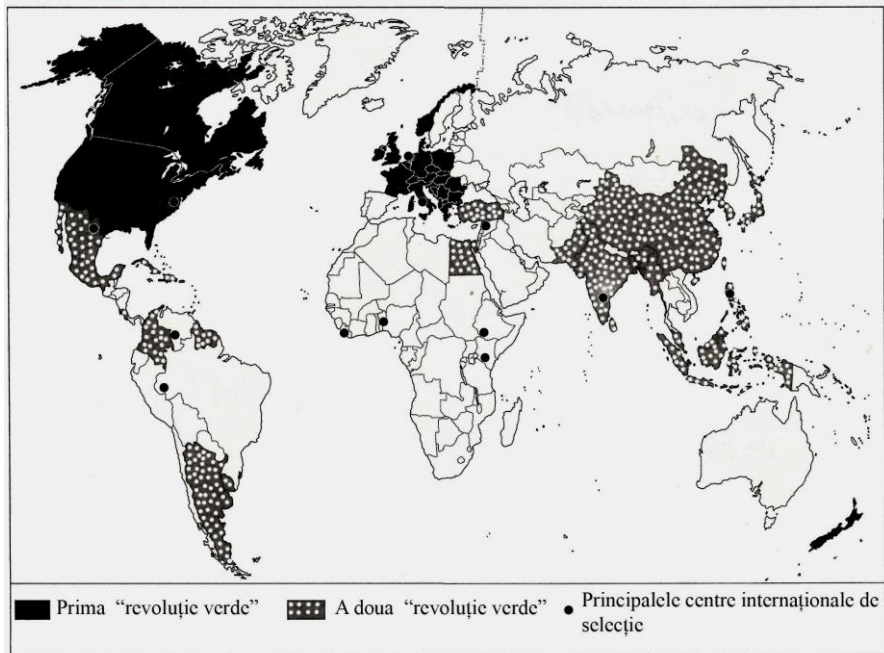 Prima “revoluție verde”
A doua “revoluție verde”
Principalele centre internaționale de
selecție